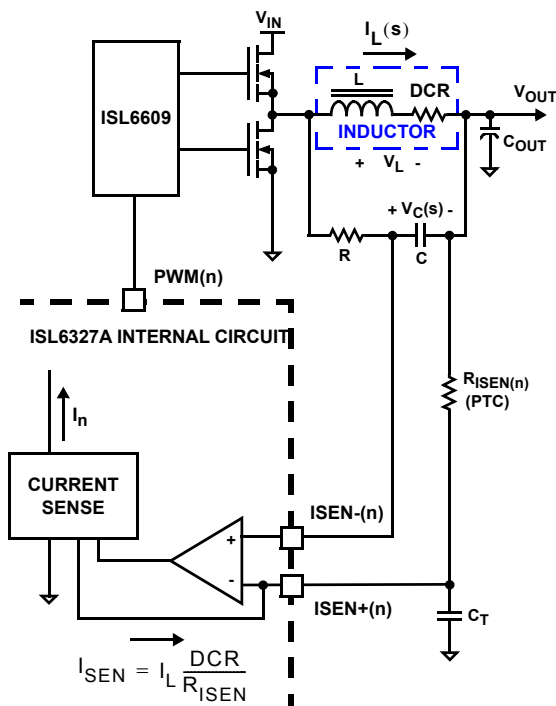 V_IN
I_L(s)
ISL6609
L
DCR
V_OUT
INDUCTOR
C_OUT
+ V_L -
+ V_C(s) -
R
C
PWM(n)
ISL6327A INTERNAL CIRCUIT
R_ISEN(n)
(PTC)
I_n
CURRENT
SENSE
ISEN-(n)
+
-
ISEN+(n)
C_T
I_SEN = I_L DCR/R_ISEN